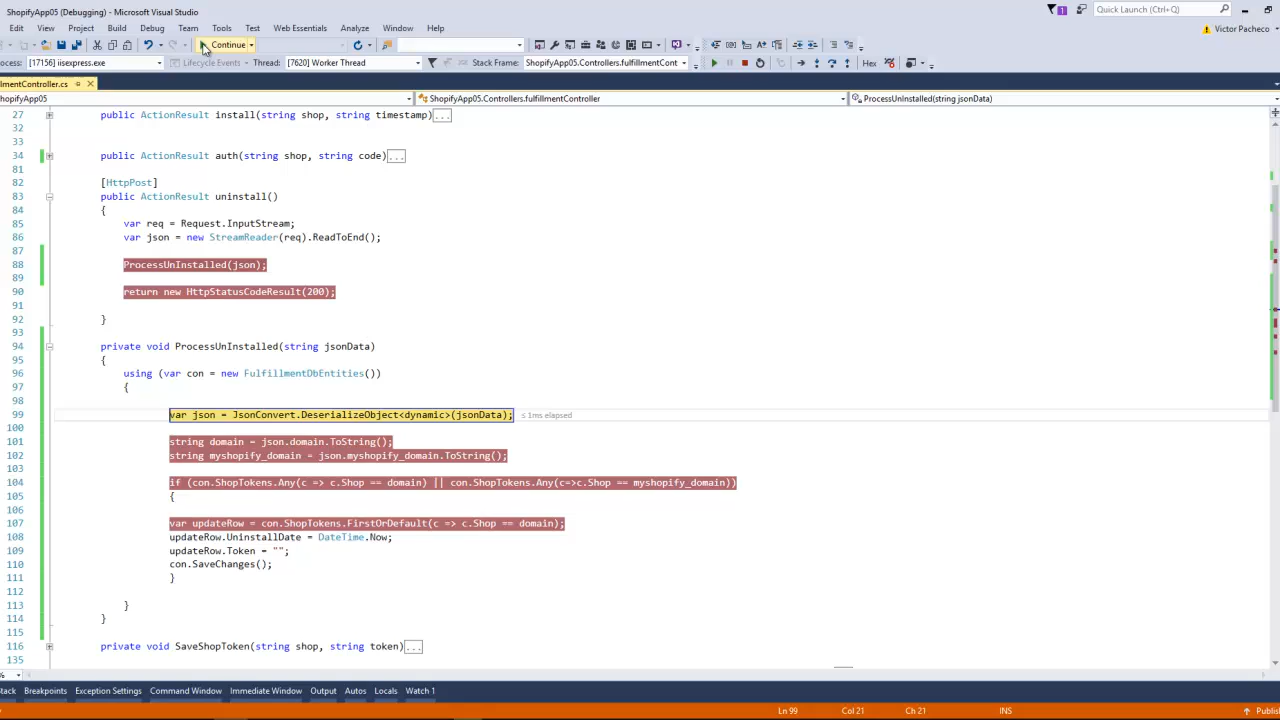 ShopifyApp05 (Debugging) - Microsoft Visual Studio
1
Quick Launch (Ctrl+Q)
Edit View Project Build Debug Team Tools Test Web Essentials Analyze Window Help
Victor Pacheco
Continue
ocess: [17156] iisexpress.exe Lifecycle Events Thread: [7620] Worker Thread Stack Frame: ShopifyApp05.Controllers.fulfillmentCont Hex
lmentController.cs
hopifyApp05 ShopifyApp05.Controllers.fulfillmentController ProcessUnInstalled(string jsonData)
27 public ActionResult install(string shop, string timestamp)...
32
33
34 public ActionResult auth(string shop, string code)...
81
82 [HttpPost]
83 public ActionResult uninstall()
84 {
85 var req = Request.InputStream;
86 var json = new StreamReader(req).ReadToEnd();
87
88 ProcessUnInstalled(json);
89
90 return new HttpStatusCodeResult(200);
91
92 }
93
94 private void ProcessUnInstalled(string jsonData)
95 {
96 using (var con = new FulfillmentDbEntities())
97 {
98
99 var json = JsonConvert.DeserializeObject<dynamic>(jsonData); ≤ 1ms elapsed
100
101 string domain = json.domain.ToString();
102 string myshopify_domain = json.myshopify_domain.ToString();
103
104 if (con.ShopTokens.Any(c => c.Shop == domain) || con.ShopTokens.Any(c=>c.Shop == myshopify_domain))
105 {
106
107 var updateRow = con.ShopTokens.FirstOrDefault(c => c.Shop == domain);
108 updateRow.UninstallDate = DateTime.Now;
109 updateRow.Token = "";
110 con.SaveChanges();
111 }
112
113 }
114 }
115
116 private void SaveShopToken(string shop, string token)...
135
%
tack Breakpoints Exception Settings Command Window Immediate Window Output Autos Locals Watch 1
Ln 99 Col 21 Ch 21 INS Publis